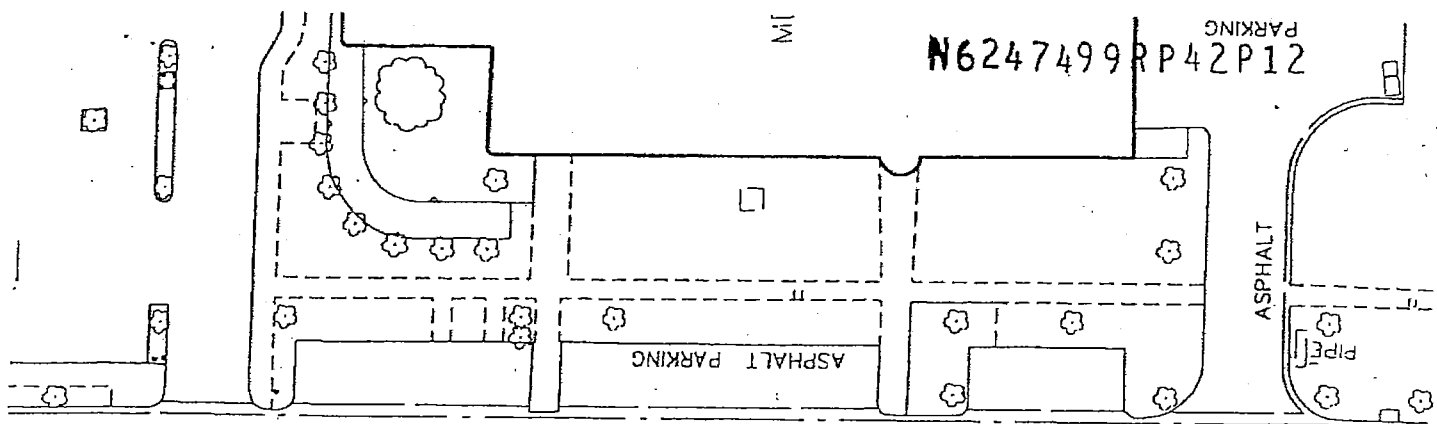 PARKING
N6247499RP42P12
ASPHALT
ASPHALT PARKING
PIPE